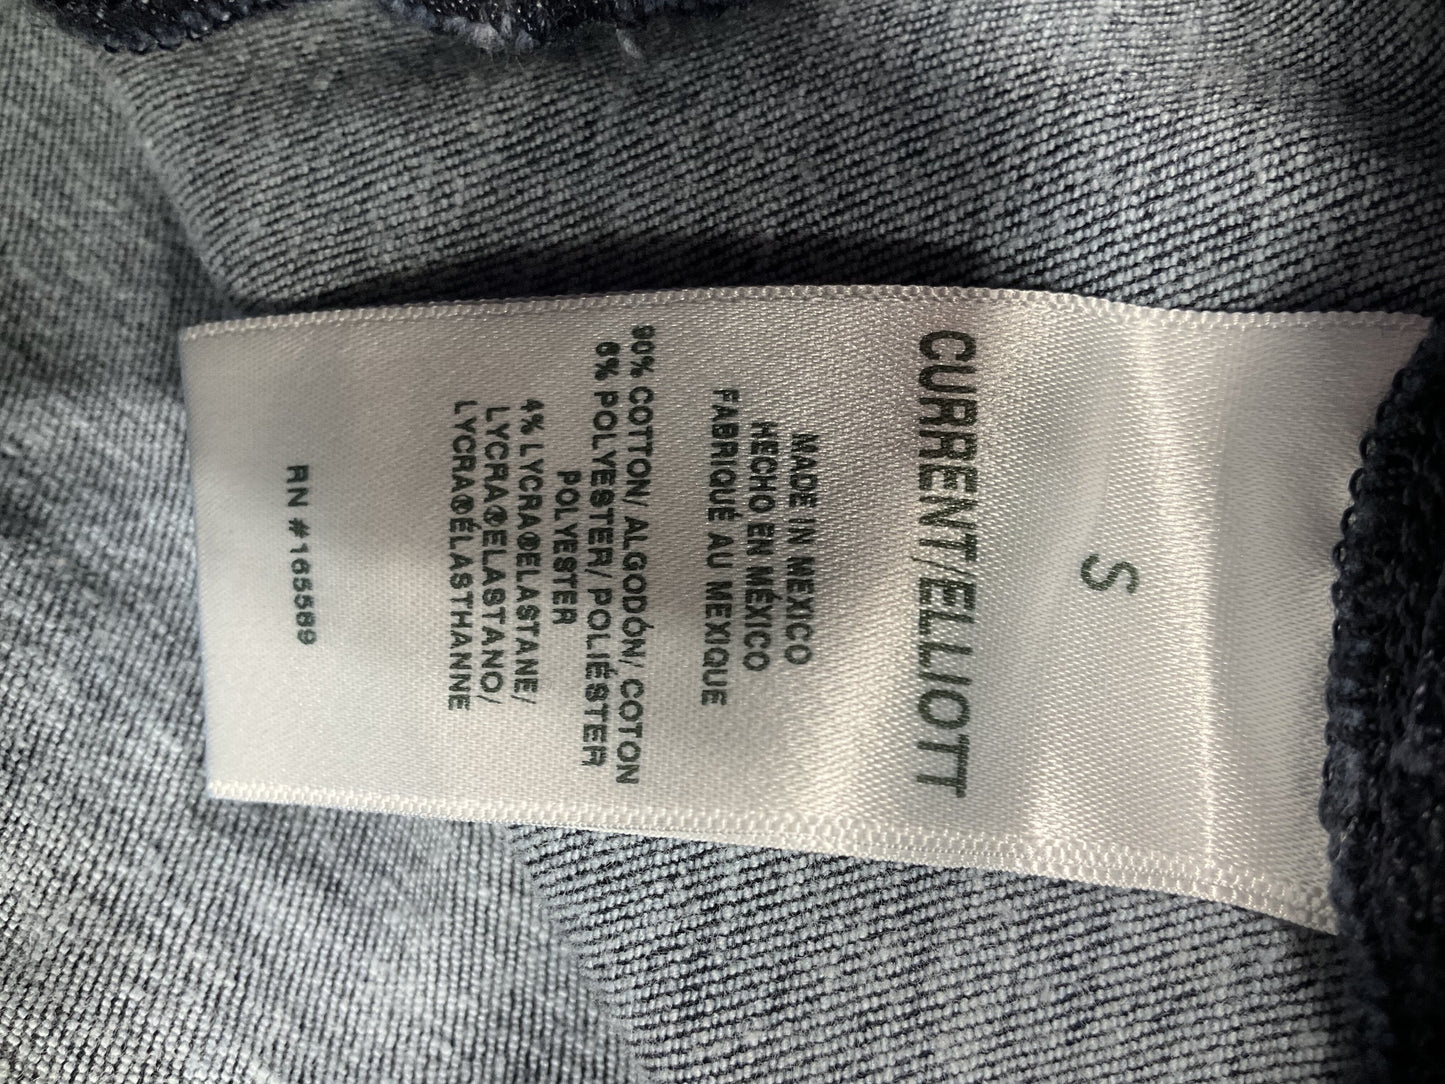 S
CURRENT/ELLIOTT
MADE IN MEXICO
HECHO EN MÉXICO
FABRIQUÉ AU MEXIQUE
90% COTTON/ ALGODÓN/ COTON
6% POLYESTER/ POLIÉSTER
POLYESTER
4% LYCRA®ELASTANE/
LYCRA®ELASTANO/
LYCRA®ÉLASTHANNE
RN #165589